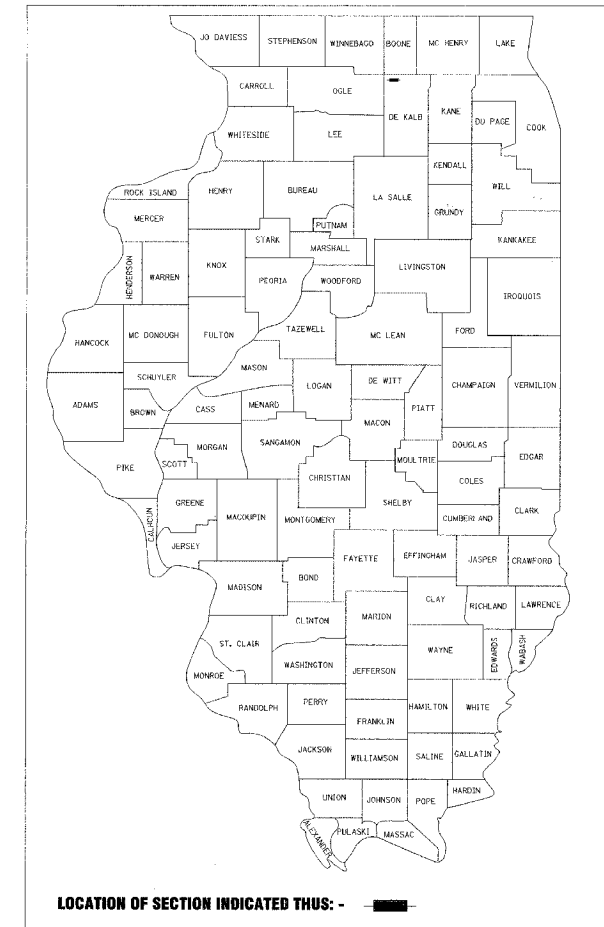 JO DAVIESS STEPHENSON WINNEBAGO BOONE MC HENRY LAKE
CARROLL OGLE
DE KALB KANE
DU PAGE COOK
WHITESIDE LEE
KENDALL
WILL
ROCK ISLAND HENRY BUREAU LA SALLE
MERCER GRUNDY
PUTNAM
STARK MARSHALL KANKAKEE
HENDERSON WARREN KNOX PEORIA WOODFORD LIVINGSTON
IROQUOIS
HANCOCK MC DONOUGH FULTON TAZEWELL MC LEAN FORD
MASON
SCHUYLER LOGAN DE WITT CHAMPAIGN VERMILION
ADAMS BROWN CASS MENARD PIATT
MACON
MORGAN SANGAMON DOUGLAS
PIKE SCOTT CHRISTIAN MOULTRIE EDGAR
COLES
GREENE SHELBY
CALHOUN MACOUPIN MONTGOMERY CUMBERLAND CLARK
JERSEY
FAYETTE EFFINGHAM JASPER CRAWFORD
MADISON BOND
CLAY RICHLAND LAWRENCE
CLINTON MARION
ST. CLAIR WAYNE EDWARDS WABASH
WASHINGTON JEFFERSON
MONROE
RANDOLPH PERRY HAMILTON WHITE
FRANKLIN
JACKSON WILLIAMSON SALINE GALLATIN
HARDIN
UNION JOHNSON POPE
ALEXANDER PULASKI MASSAC
LOCATION OF SECTION INDICATED THUS: -